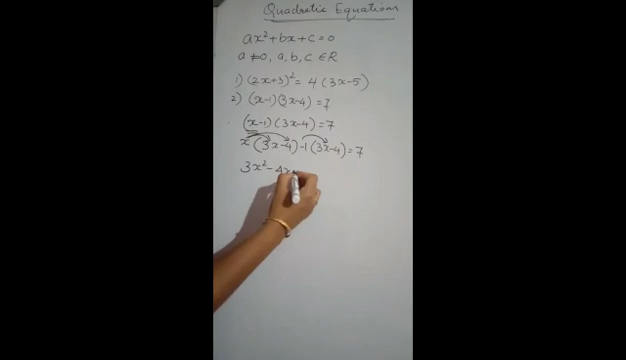 Quadratic Equations
ax²+bx+c=0
a≠0, a,b,c ∈R
1) (2x+3)² = 4(3x-5)
2) (x-1)(3x-4)=7
(x-1)(3x-4)=7
x(3x-4)-1(3x-4)=7
3x²-4x